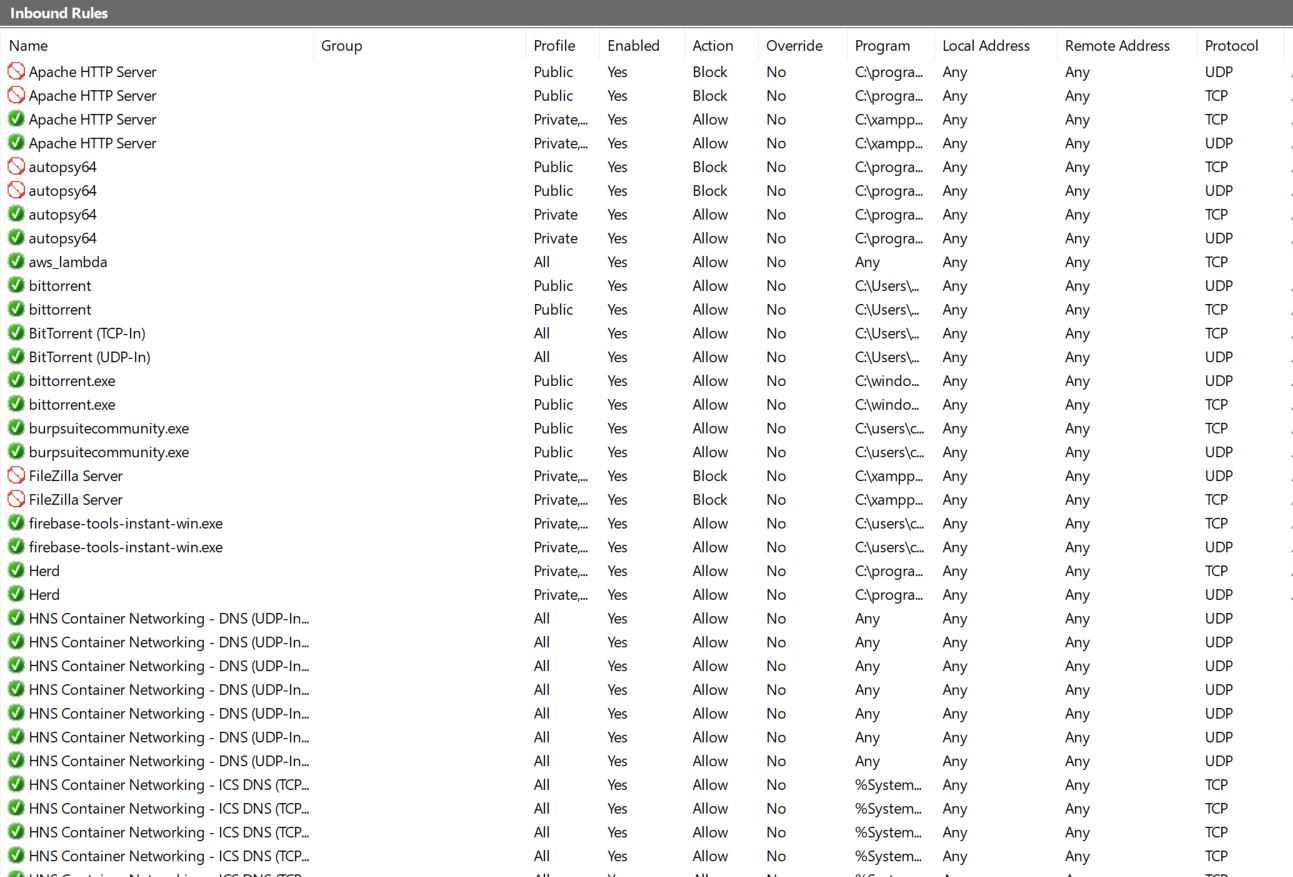 Inbound Rules
Name Group Profile Enabled Action Override Program Local Address Remote Address Protocol
Apache HTTP Server Public Yes Block No C:\progra... Any Any UDP
Apache HTTP Server Public Yes Block No C:\progra... Any Any TCP
Apache HTTP Server Private,... Yes Allow No C:\xampp... Any Any TCP
Apache HTTP Server Private,... Yes Allow No C:\xampp... Any Any UDP
autopsy64 Public Yes Block No C:\progra... Any Any TCP
autopsy64 Public Yes Block No C:\progra... Any Any UDP
autopsy64 Private Yes Allow No C:\progra... Any Any TCP
autopsy64 Private Yes Allow No C:\progra... Any Any UDP
aws_lambda All Yes Allow No Any Any Any TCP
bittorrent Public Yes Allow No C:\Users\... Any Any UDP
bittorrent Public Yes Allow No C:\Users\... Any Any TCP
BitTorrent (TCP-In) All Yes Allow No C:\Users\... Any Any TCP
BitTorrent (UDP-In) All Yes Allow No C:\Users\... Any Any UDP
bittorrent.exe Public Yes Allow No C:\windo... Any Any UDP
bittorrent.exe Public Yes Allow No C:\windo... Any Any TCP
burpsuitecommunity.exe Public Yes Allow No C:\users\c... Any Any TCP
burpsuitecommunity.exe Public Yes Allow No C:\users\c... Any Any UDP
FileZilla Server Private,... Yes Block No C:\xampp... Any Any UDP
FileZilla Server Private,... Yes Block No C:\xampp... Any Any TCP
firebase-tools-instant-win.exe Private,... Yes Allow No C:\users\c... Any Any TCP
firebase-tools-instant-win.exe Private,... Yes Allow No C:\users\c... Any Any UDP
Herd Private,... Yes Allow No C:\progra... Any Any TCP
Herd Private,... Yes Allow No C:\progra... Any Any UDP
HNS Container Networking - DNS (UDP-In... All Yes Allow No Any Any Any UDP
HNS Container Networking - DNS (UDP-In... All Yes Allow No Any Any Any UDP
HNS Container Networking - DNS (UDP-In... All Yes Allow No Any Any Any UDP
HNS Container Networking - DNS (UDP-In... All Yes Allow No Any Any Any UDP
HNS Container Networking - DNS (UDP-In... All Yes Allow No Any Any Any UDP
HNS Container Networking - DNS (UDP-In... All Yes Allow No Any Any Any UDP
HNS Container Networking - DNS (UDP-In... All Yes Allow No Any Any Any UDP
HNS Container Networking - ICS DNS (TCP... All Yes Allow No %System... Any Any TCP
HNS Container Networking - ICS DNS (TCP... All Yes Allow No %System... Any Any TCP
HNS Container Networking - ICS DNS (TCP... All Yes Allow No %System... Any Any TCP
HNS Container Networking - ICS DNS (TCP... All Yes Allow No %System... Any Any TCP